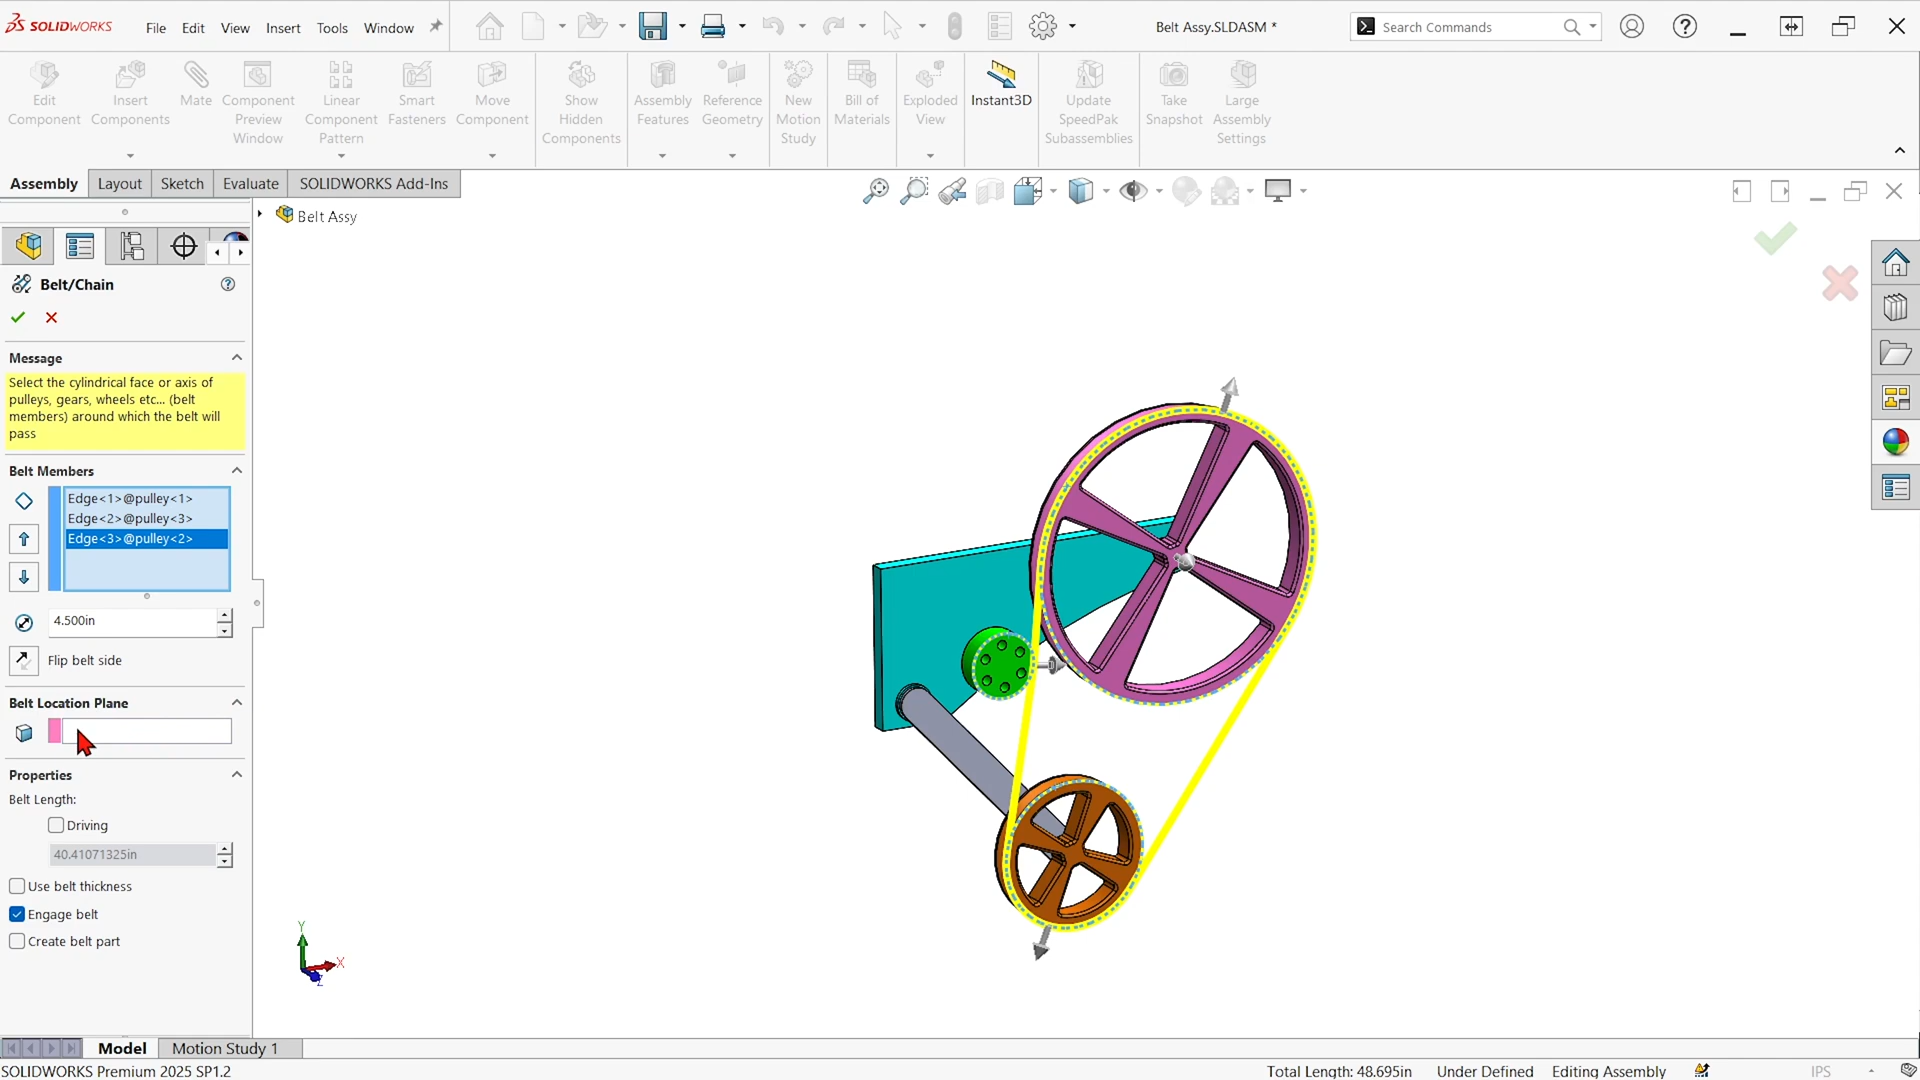 SOLIDWORKS File Edit View Insert Tools Window Belt Assy.SLDASM * Search Commands
Edit Component
Insert Components
Mate
Component Preview Window
Linear Component Pattern
Smart Fasteners
Move Component
Show Hidden Components
Assembly Features
Reference Geometry
New Motion Study
Bill of Materials
Exploded View
Instant3D
Update SpeedPak Subassemblies
Take Snapshot
Large Assembly Settings
Assembly Layout Sketch Evaluate SOLIDWORKS Add-Ins
Belt Assy
Belt/Chain
Message
Select the cylindrical face or axis of
pulleys, gears, wheels etc... (belt
members) around which the belt will
pass
Belt Members
Edge<1>@pulley<1>
Edge<2>@pulley<3>
Edge<3>@pulley<2>
4.500in
Flip belt side
Belt Location Plane
Properties
Belt Length:
Driving
40.41071325in
Use belt thickness
Engage belt
Create belt part
Y
X
Z
Model Motion Study 1
SOLIDWORKS Premium 2025 SP1.2 Total Length: 48.695in Under Defined Editing Assembly IPS